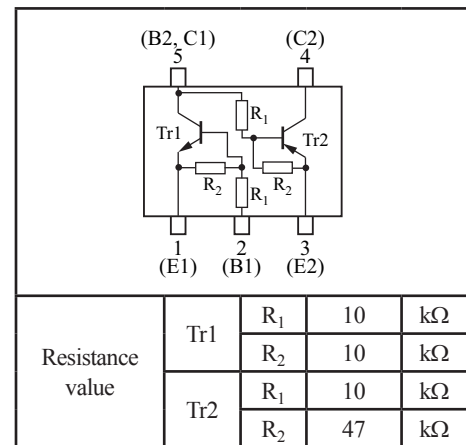 (B2, C1) (C2)
5 4
R1
Tr1 Tr2
R2 R1 R2
1 2 3
(E1) (B1) (E2)
Resistance value Tr1 R1 10 kΩ
R2 10 kΩ
Tr2 R1 10 kΩ
R2 47 kΩ